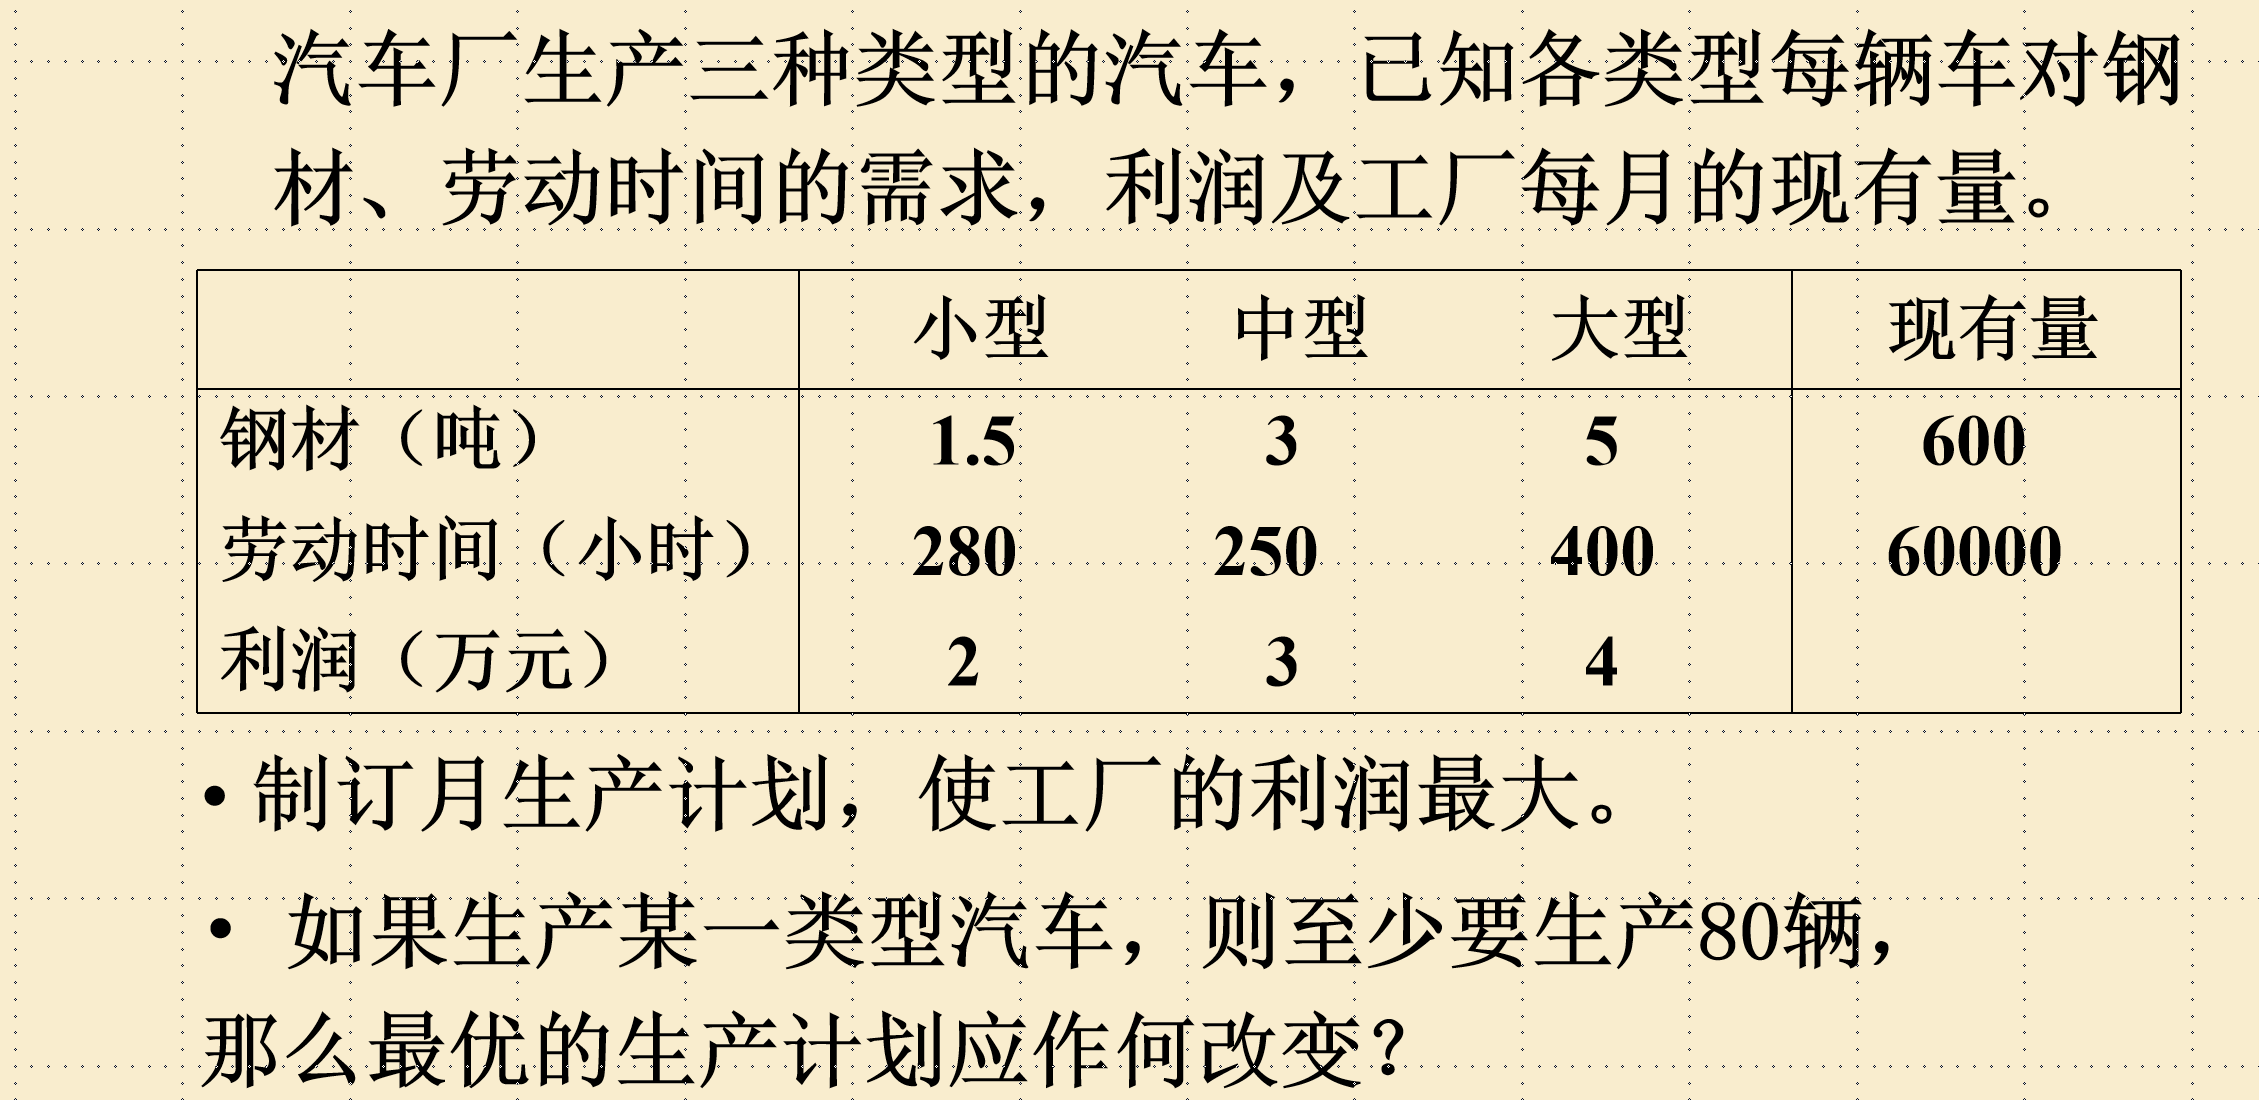 汽车厂生产三种类型的汽车，已知各类型每辆车对钢
材、劳动时间的需求，利润及工厂每月的现有量。
小型 中型 大型 现有量
钢材（吨） 1.5 3 5 600
劳动时间（小时） 280 250 400 60000
利润（万元） 2 3 4
• 制订月生产计划，使工厂的利润最大。
• 如果生产某一类型汽车，则至少要生产80辆，
那么最优的生产计划应作何改变？